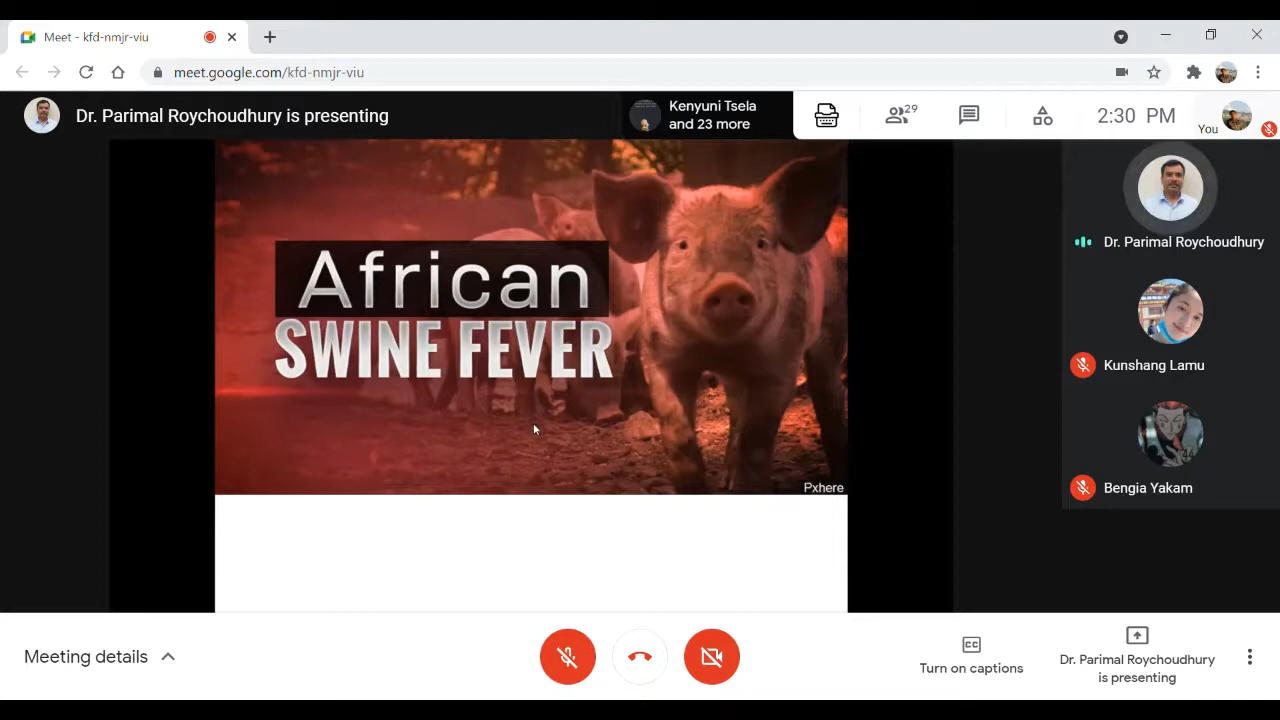 Meet - kfd-nmjr-viu
meet.google.com/kfd-nmjr-viu
Dr. Parimal Roychoudhury is presenting
Kenyuni Tsela
and 23 more
29
2:30 PM
You
African
SWINE FEVER
Pxhere
Dr. Parimal Roychoudhury
Kunshang Lamu
Bengia Yakam
Meeting details
CC
Turn on captions
Dr. Parimal Roychoudhury
is presenting